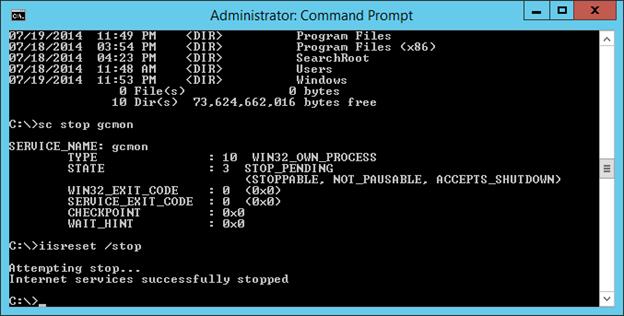 Administrator: Command Prompt
07/19/2014  11:49 PM    <DIR>          Program Files
07/18/2014  03:54 PM    <DIR>          Program Files (x86)
07/18/2014  04:23 PM    <DIR>          SearchRoot
07/18/2014  11:48 AM    <DIR>          Users
07/19/2014  11:53 PM    <DIR>          Windows
               0 File(s)              0 bytes
              10 Dir(s)  73,624,662,016 bytes free
C:\>sc stop gcmon
SERVICE_NAME: gcmon
        TYPE               : 10  WIN32_OWN_PROCESS
        STATE              : 3  STOP_PENDING
                                (STOPPABLE, NOT_PAUSABLE, ACCEPTS_SHUTDOWN)
        WIN32_EXIT_CODE    : 0  (0x0)
        SERVICE_EXIT_CODE  : 0  (0x0)
        CHECKPOINT         : 0x0
        WAIT_HINT          : 0x0
C:\>iisreset /stop
Attempting stop...
Internet services successfully stopped
C:\>_